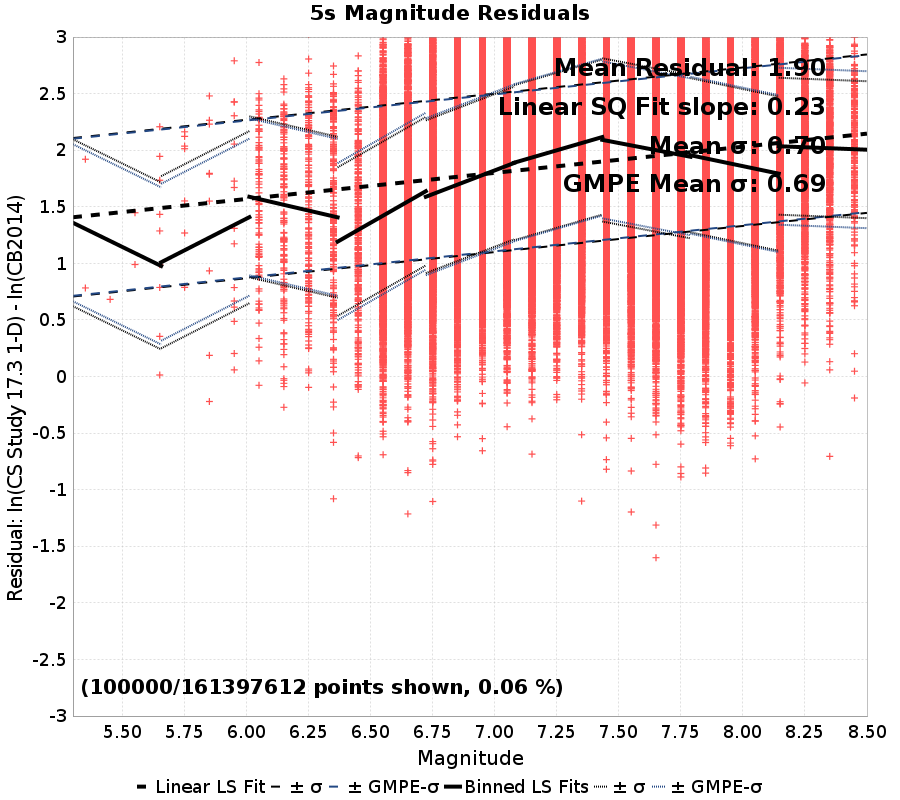 5s Magnitude Residuals
3
2.5
2
1.5
1
0.5
0
-0.5
-1
-1.5
-2
-2.5
-3
Residual: ln(CS Study 17.3 1-D) - ln(CB2014)
Mean Residual: 1.90
Linear SQ Fit slope: 0.23
Mean σ: 0.70
GMPE Mean σ: 0.69
(100000/161397612 points shown, 0.06 %)
5.50 5.75 6.00 6.25 6.50 6.75 7.00 7.25 7.50 7.75 8.00 8.25 8.50
Magnitude
Linear LS Fit ± σ ± GMPE-σ Binned LS Fits ± σ ± GMPE-σ